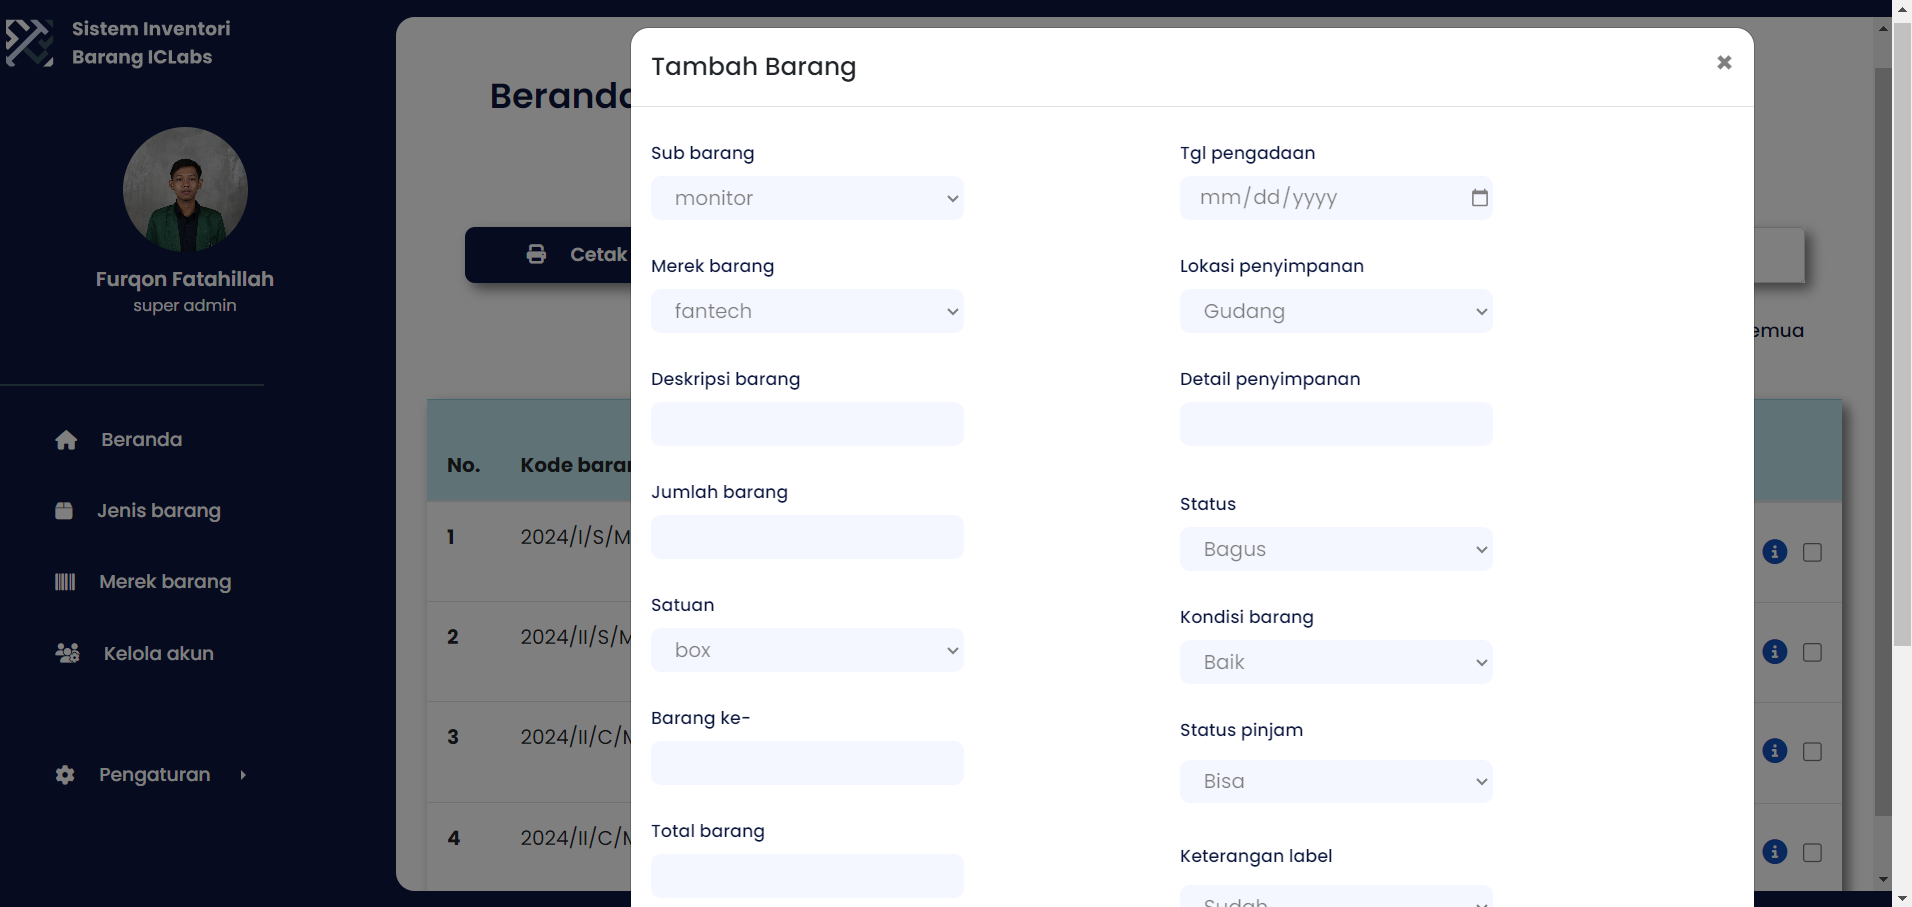 Sistem Inventori
Barang ICLabs
Furqon Fatahillah
super admin
Beranda
Jenis barang
Merek barang
Kelola akun
Pengaturan
Beranda
Cetak
No.
Kode baran
1
2024/I/S/M
2
2024/II/S/M
3
2024/II/C/M
4
2024/II/C/M
emua
Tambah Barang
Sub barang
monitor
Merek barang
fantech
Deskripsi barang
Jumlah barang
Satuan
box
Barang ke-
Total barang
Tgl pengadaan
mm/dd/yyyy
Lokasi penyimpanan
Gudang
Detail penyimpanan
Status
Bagus
Kondisi barang
Baik
Status pinjam
Bisa
Keterangan label
Sudah